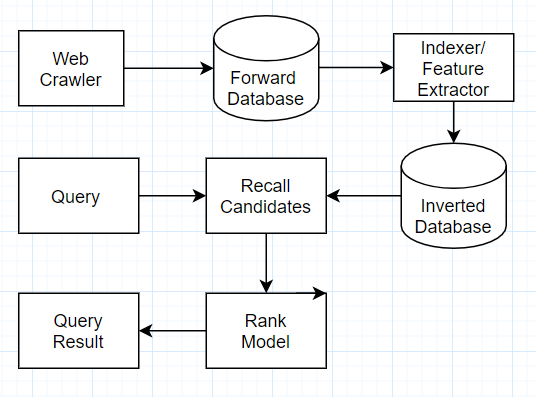 Web
Crawler
Forward
Database
Indexer/
Feature
Extractor
Query
Recall
Candidates
Inverted
Database
Query
Result
Rank
Model